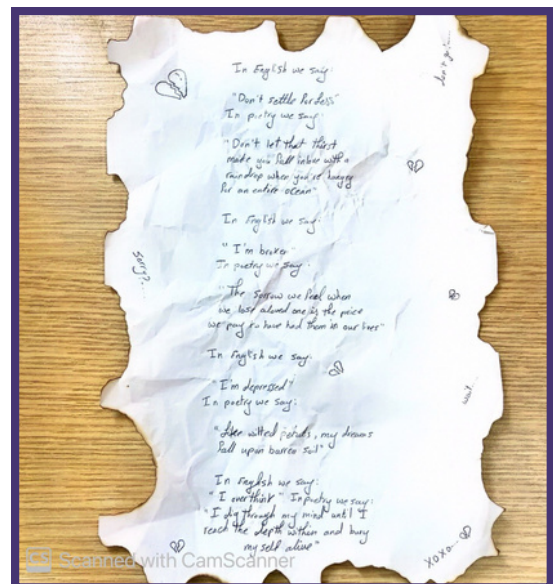 In English we say:
don't go...
"Don't settle for less"
In poetry we say:
"Don't let that thirst
make you fall in love with a
raindrop when you're hungry
for an entire ocean"
In English we say:
"I'm broken"
In poetry we say:
sorry?...
"The sorrow we feel when
we lose a loved one is the price
we pay to have had them in our lives"
In English we say:
"I'm depressed"
wait...
In poetry we say:
"Like wilted petals, my dreams
fall upon barren soil"
In English we say:
"I overthink" In poetry we say:
"I dig through my mind until I
reach the depth within and bury
myself alive"
xoxo...
CS Scanned with CamScanner